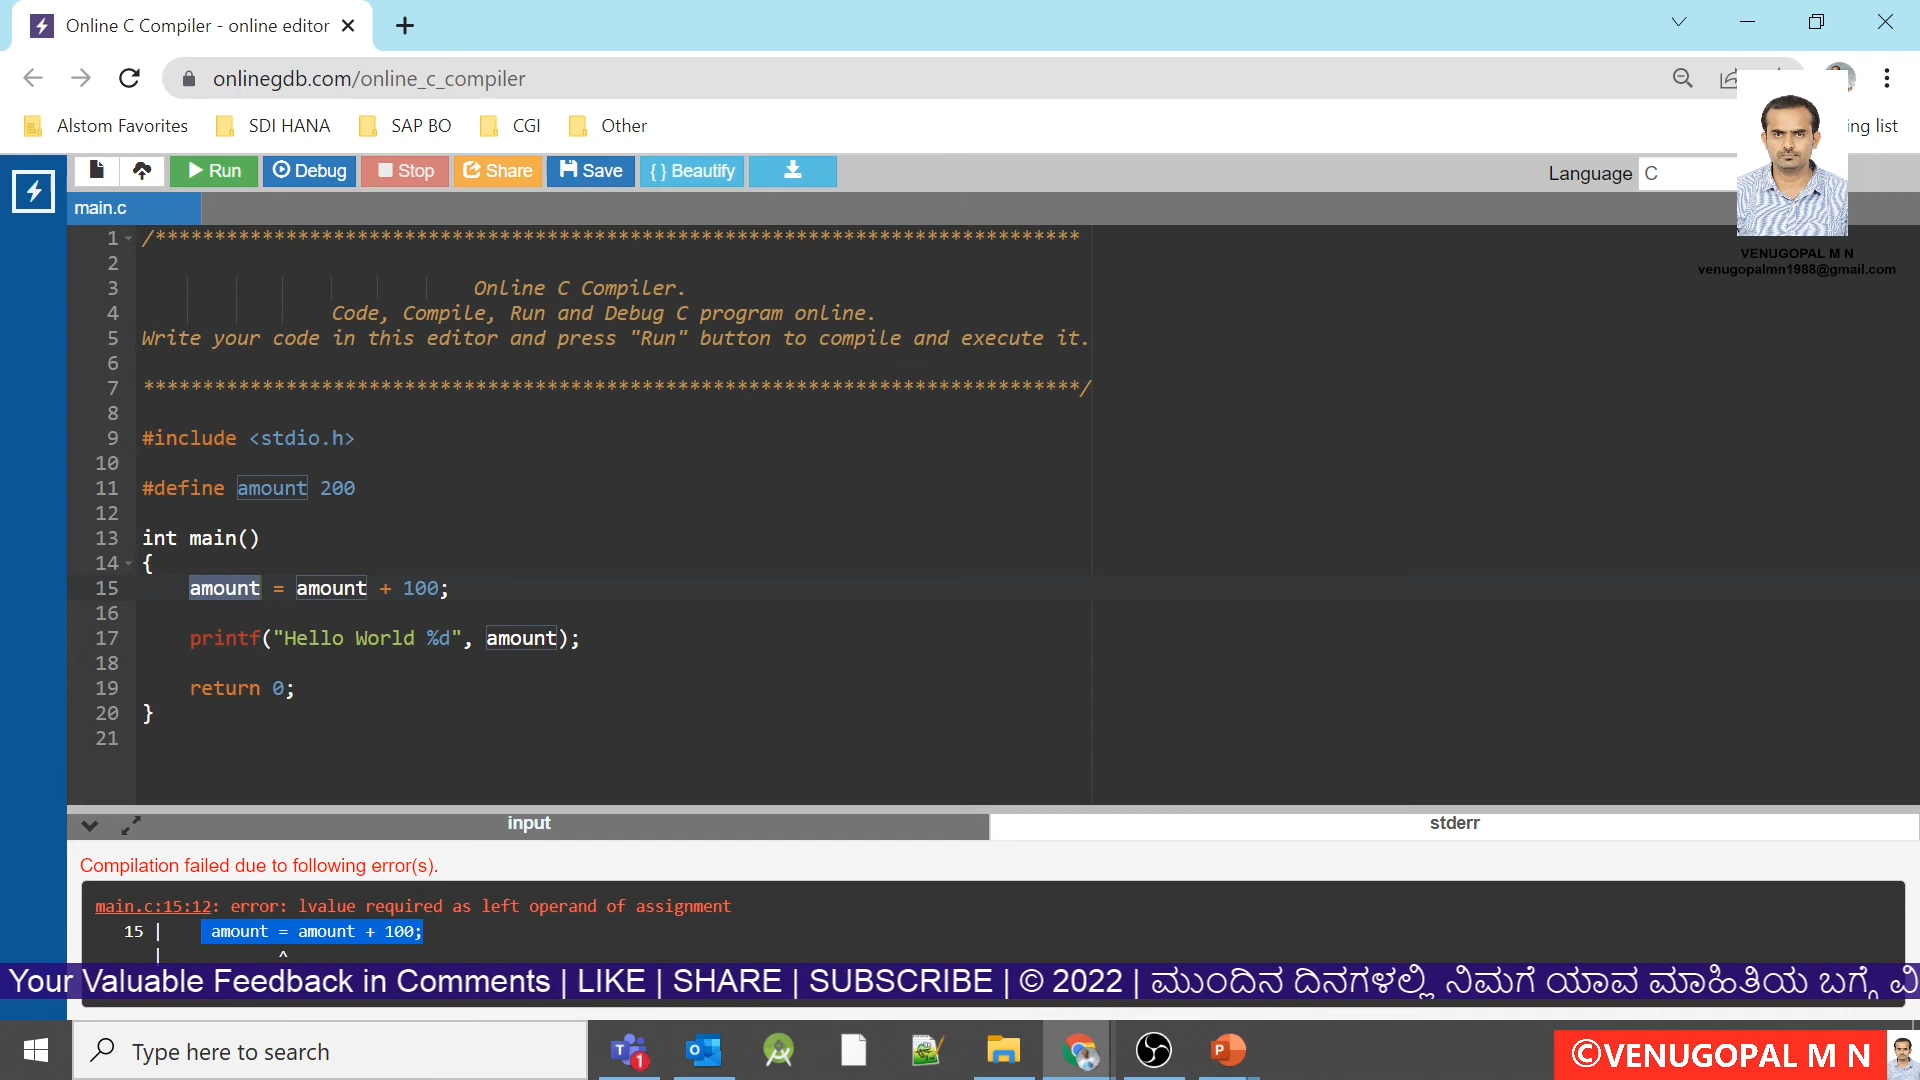 Online C Compiler - online editor
onlinegdb.com/online_c_compiler
Alstom Favorites SDI HANA SAP BO CGI Other ing list
Run Debug Stop Share Save { } Beautify Language C
main.c
VENUGOPAL M N
venugopalmn1988@gmail.com
1 /******************************************************************************
2
3 Online C Compiler.
4 Code, Compile, Run and Debug C program online.
5 Write your code in this editor and press "Run" button to compile and execute it.
6
7 *******************************************************************************/
8
9 #include <stdio.h>
10
11 #define amount 200
12
13 int main()
14 {
15 amount = amount + 100;
16
17 printf("Hello World %d", amount);
18
19 return 0;
20 }
21
input stderr
Compilation failed due to following error(s).
main.c:15:12: error: lvalue required as left operand of assignment
15 | amount = amount + 100;
| ^
Your Valuable Feedback in Comments | LIKE | SHARE | SUBSCRIBE | © 2022 | ಮುಂದಿನ ದಿನಗಳಲ್ಲಿ ನಿಮಗೆ ಯಾವ ಮಾಹಿತಿಯ ಬಗ್ಗೆ ವಿ
Type here to search 1 ©VENUGOPAL M N